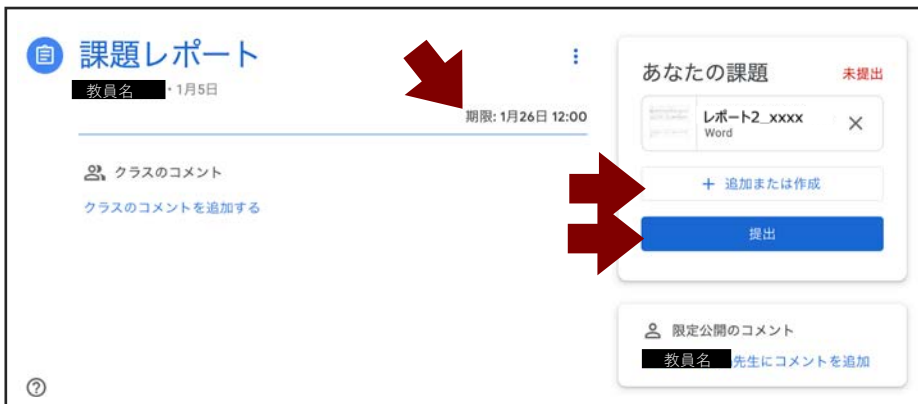 課題レポート
教員名・1月5日
期限: 1月26日 12:00
クラスのコメント
クラスのコメントを追加する
あなたの課題 未提出
レポート2_xxxx
Word
+ 追加または作成
提出
限定公開のコメント
教員名 先生にコメントを追加